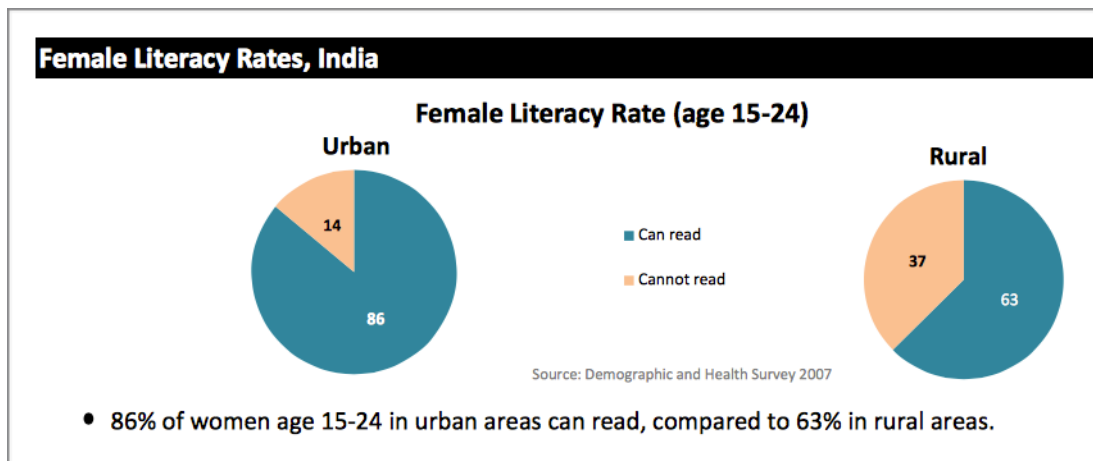 Female Literacy Rates, India
Female Literacy Rate (age 15-24)
Urban
Rural
14
86
Can read
Cannot read
37
63
Source: Demographic and Health Survey 2007
• 86% of women age 15-24 in urban areas can read, compared to 63% in rural areas.